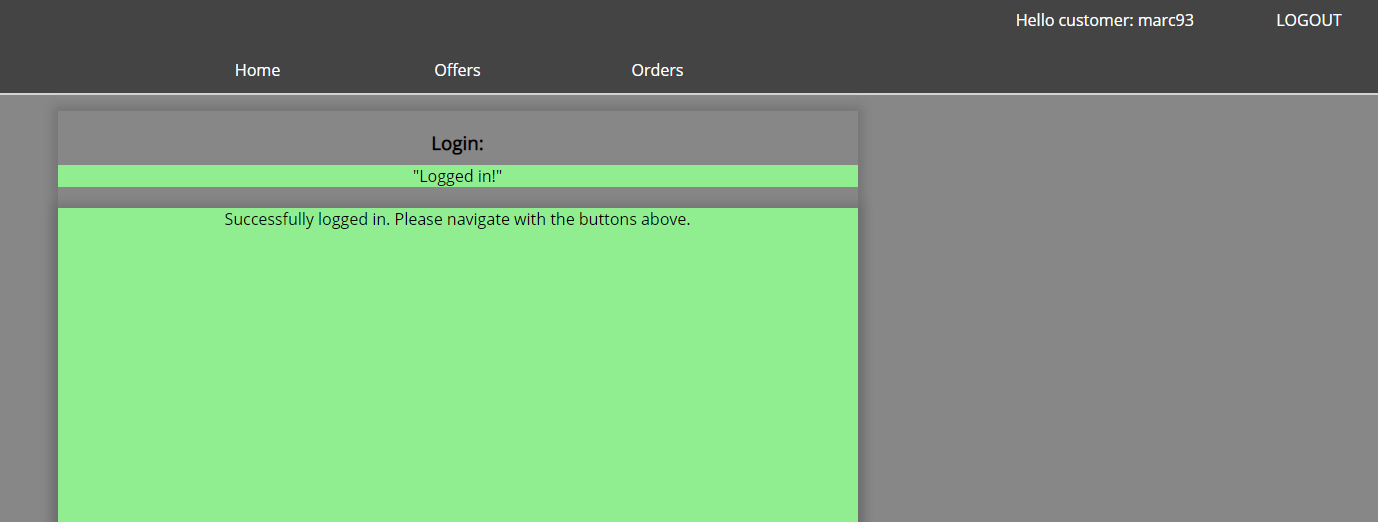 Hello customer: marc93 LOGOUT
Home Offers Orders
Login:
"Logged in!"
Successfully logged in. Please navigate with the buttons above.